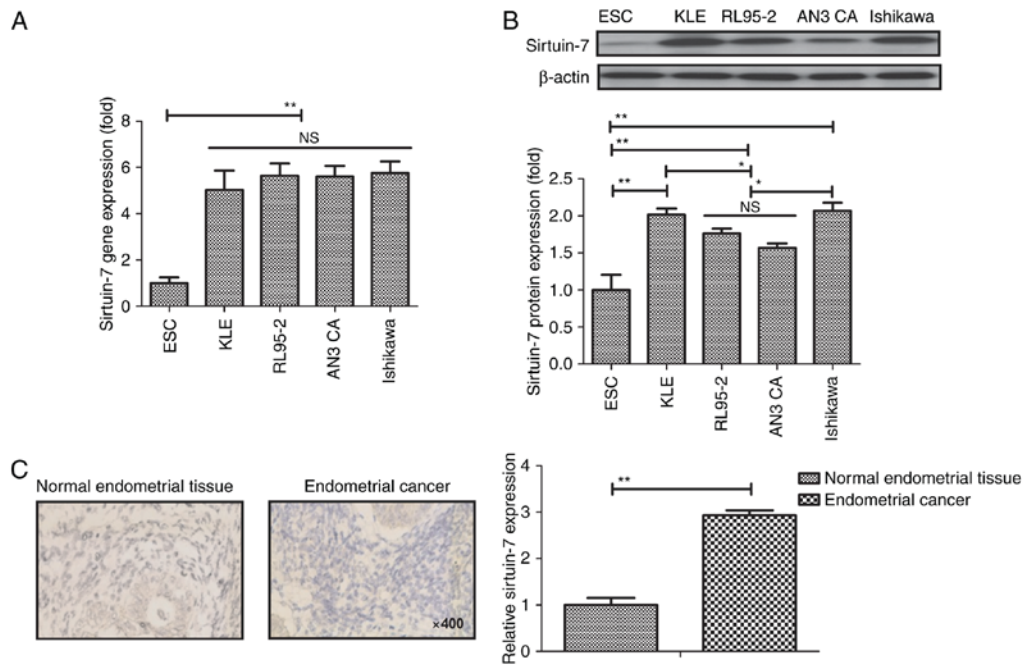 A
Sirtuin-7 gene expression (fold)
8
6
4
2
0
**
NS
ESC
KLE
RL95-2
AN3 CA
Ishikawa
B
ESC KLE RL95-2 AN3 CA Ishikawa
Sirtuin-7
β-actin
Sirtuin-7 protein expression (fold)
2.5
2.0
1.5
1.0
0.5
0.0
**
**
*
**
*
NS
ESC
KLE
RL95-2
AN3 CA
Ishikawa
C
Normal endometrial tissue
Endometrial cancer
×400
Relative sirtuin-7 expression
4
3
2
1
0
**
Normal endometrial tissue
Endometrial cancer